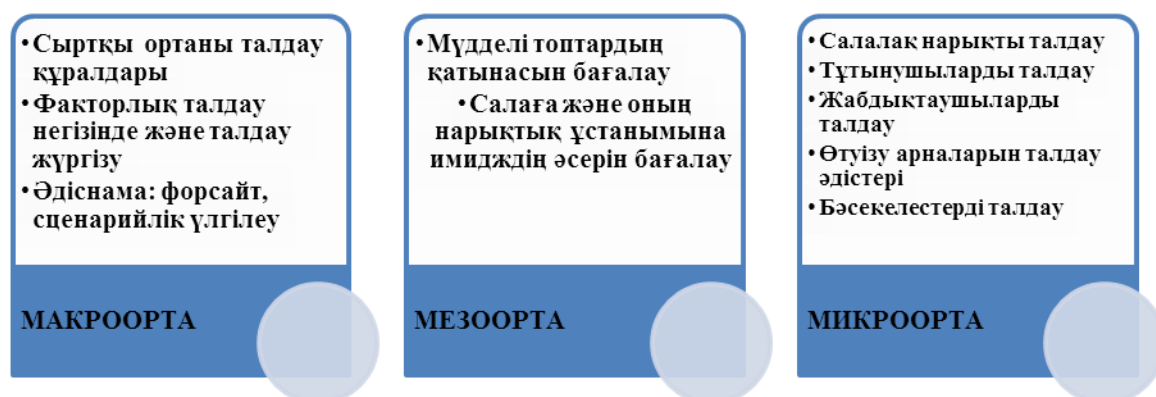 • Сыртқы ортаны талдау
құралдары
• Факторлық талдау
негізінде және талдау
жүргізу
• Әдіснама: форсайт,
сценарийлік үлгілеу
МАКРООРТА
• Мүдделі топтардың
қатынасын бағалау
• Салаға және оның
нарықтық ұстанымына
имидждің әсерін бағалау
МЕЗООРТА
• Салалақ нарықты талдау
• Тұтынушыларды талдау
• Жабдықтаушыларды
талдау
• Өтуізу арналарын талдау
әдістері
• Бәсекелестерді талдау
МИКРООРТА